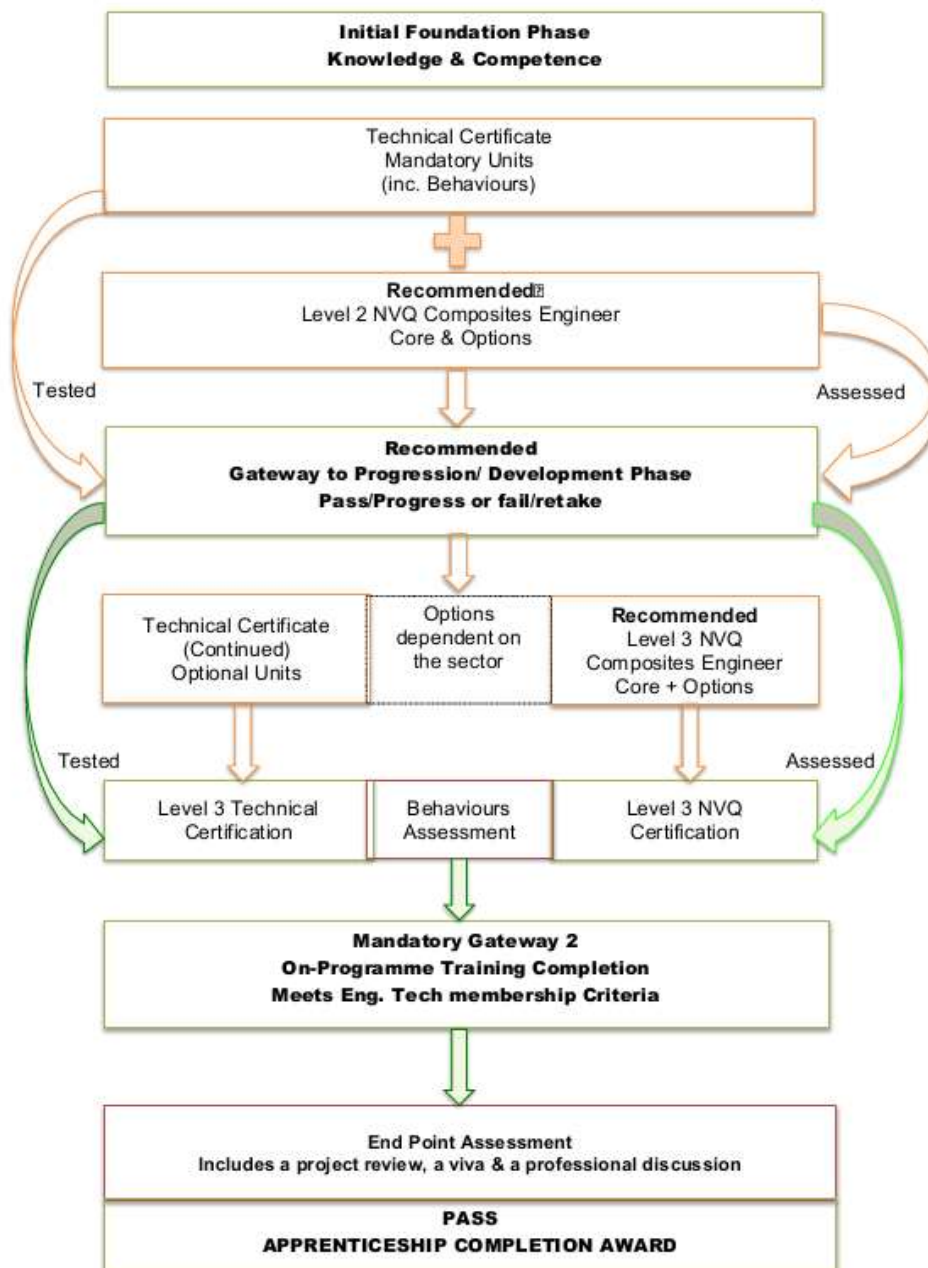 Initial Foundation Phase
Knowledge & Competence
Technical Certificate
Mandatory Units
(inc. Behaviours)
Recommended
Level 2 NVQ Composites Engineer
Core & Options
Tested
Assessed
Recommended
Gateway to Progression/ Development Phase
Pass/Progress or fail/retake
Technical Certificate
(Continued)
Optional Units
Options
dependent on
the sector
Recommended
Level 3 NVQ
Composites Engineer
Core + Options
Tested
Assessed
Level 3 Technical
Certification
Behaviours
Assessment
Level 3 NVQ
Certification
Mandatory Gateway 2
On-Programme Training Completion
Meets Eng. Tech membership Criteria
End Point Assessment
Includes a project review, a viva & a professional discussion
PASS
APPRENTICESHIP COMPLETION AWARD